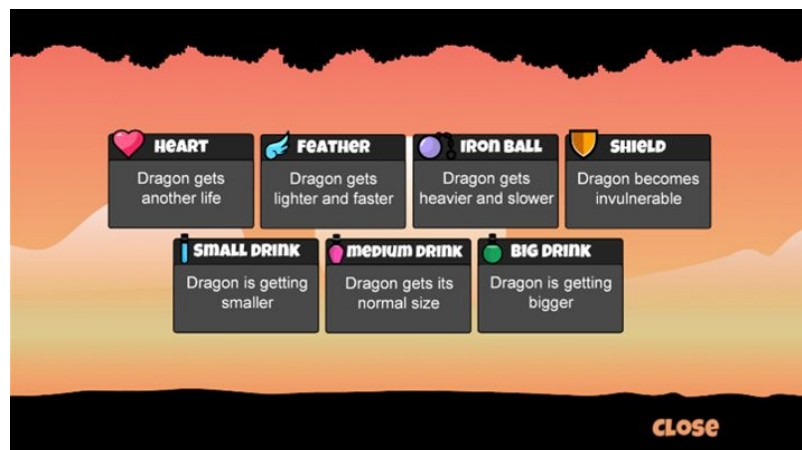 HEART
Dragon gets
another life
FEATHER
Dragon gets
lighter and faster
IRON BALL
Dragon gets
heavier and slower
SHIELD
Dragon becomes
invulnerable
SMALL DRINK
Dragon is getting
smaller
MEDIUM DRINK
Dragon gets its
normal size
BIG DRINK
Dragon is getting
bigger
CLOSE